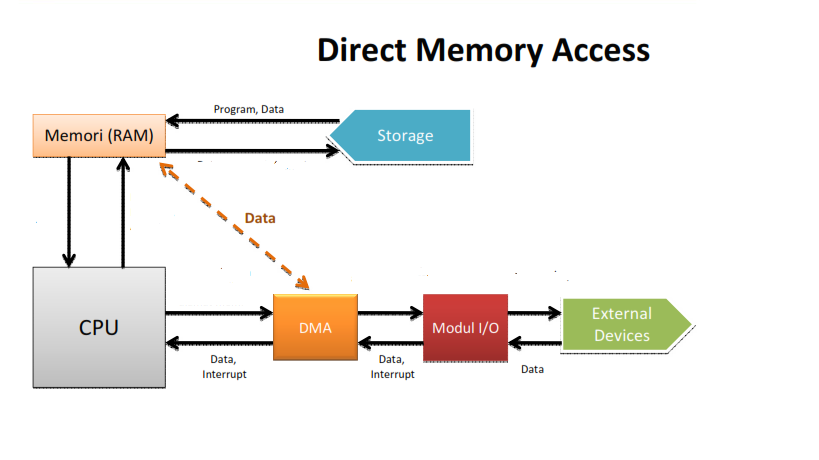 Direct Memory Access
Program, Data
Memori (RAM)
Storage
Data
CPU
DMA
Modul I/O
External
Devices
Data,
Interrupt
Data,
Interrupt
Data